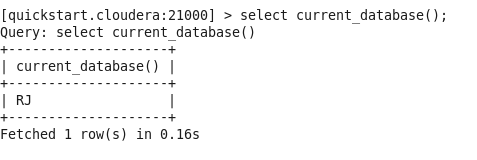 [quickstart.cloudera:21000] > select current_database();
Query: select current_database()
+--------------------+
| current_database() |
+--------------------+
| RJ                 |
+--------------------+
Fetched 1 row(s) in 0.16s